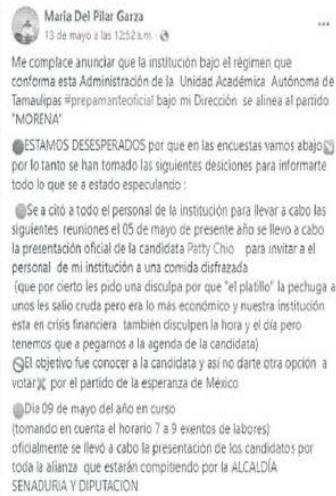 Maria Del Pilar Garza
13 de mayo a las 12:52 a.m. ·
Me complace anunciar que la institución bajo el régimen que
conforma esta Administración de la Unidad Académica Autónoma de
Tamaulipas #prepamanteoficial bajo mi Dirección se alinea al partido
"MORENA"
ESTAMOS DESESPERADOS por que en las encuestas vamos abajo
por lo tanto se han tomado las siguientes desiciones para informarte
todo lo que se a estado especulando :
Se a citó a todo el personal de la institución para llevar a cabo las
siguientes reuniones el 05 de mayo de presente año se llevo a cabo
la presentación oficial de la candidata Patty Chio para invitar a el
personal de mi institución a una comida disfrazada
(que por cierto les pido una disculpa por que "el platillo" la pechuga a
unos les salio cruda pero era lo más económico y nuestra institución
esta en crisis financiera también disculpen la hora y el día pero
tenemos que a pegarnos a la agenda de la candidata)
El objetivo fue conocer a la candidata y así no darte otra opción a
votar por el partido de la esperanza de México
Dia 09 de mayo del año en curso
(tomando en cuenta el horario 7 a 9 exentos de labores)
oficialmente se llevó a cabo la presentación de los candidatos por
toda la alianza que estarán compitiendo por la ALCALDÍA
SENADURIA Y DIPUTACION